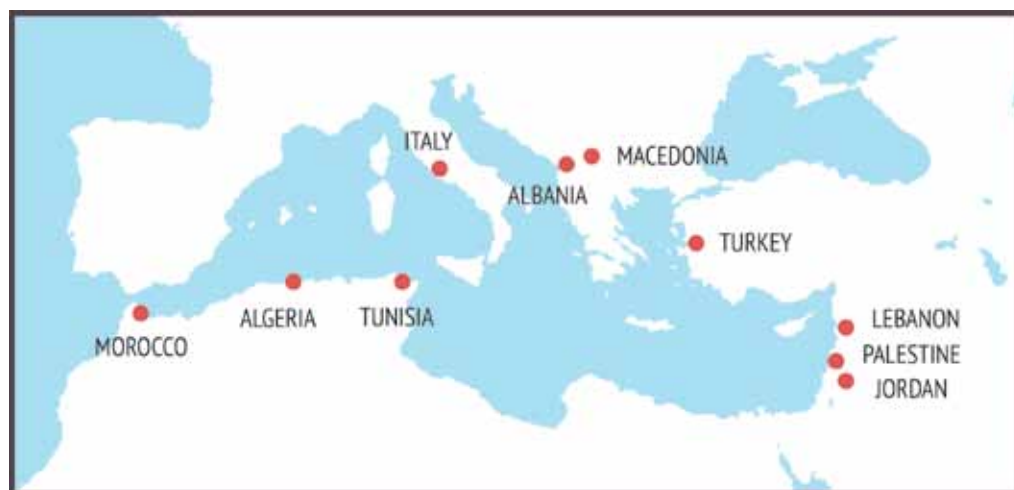 ITALY
MACEDONIA
ALBANIA
TURKEY
ALGERIA
TUNISIA
LEBANON
MOROCCO
PALESTINE
JORDAN